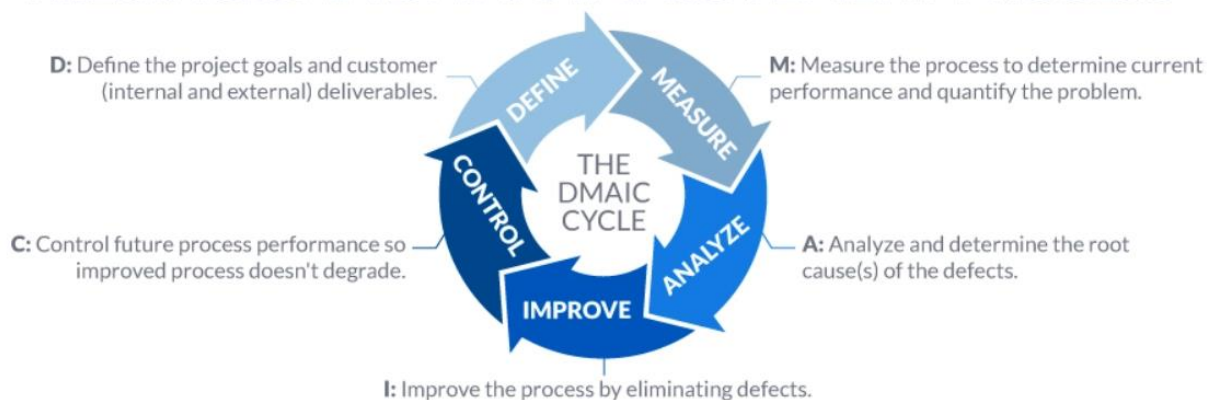 D: Define the project goals and customer
(internal and external) deliverables.
M: Measure the process to determine current
performance and quantify the problem.
DEFINE
MEASURE
THE
DMAIC
CYCLE
CONTROL
ANALYZE
IMPROVE
C: Control future process performance so
improved process doesn't degrade.
A: Analyze and determine the root
cause(s) of the defects.
I: Improve the process by eliminating defects.